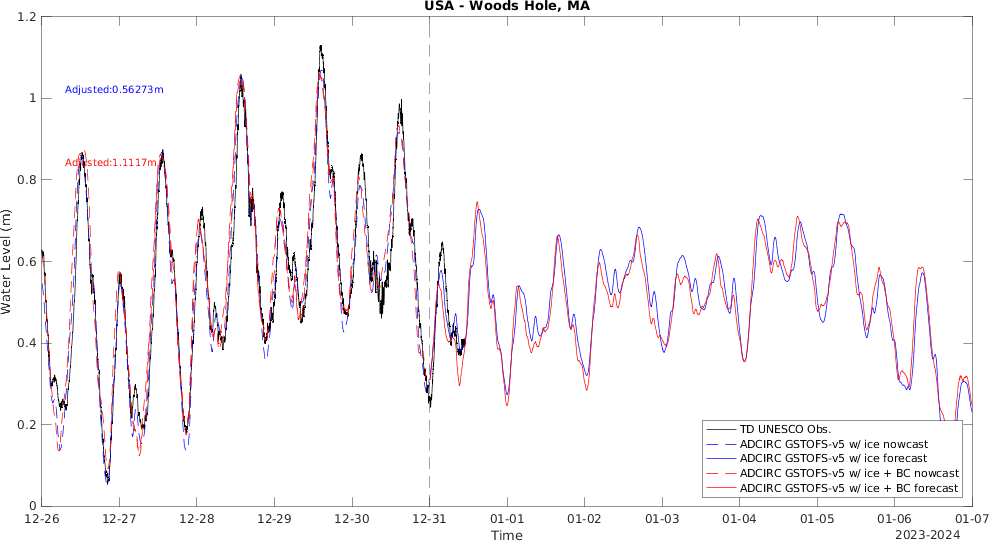 USA - Woods Hole, MA
1.2
1
0.8
0.6
0.4
0.2
0
Water Level (m)
Adjusted:0.56273m
Adjusted:1.1117m
TD UNESCO Obs.
ADCIRC GSTOFS-v5 w/ ice nowcast
ADCIRC GSTOFS-v5 w/ ice forecast
ADCIRC GSTOFS-v5 w/ ice + BC nowcast
ADCIRC GSTOFS-v5 w/ ice + BC forecast
12-26 12-27 12-28 12-29 12-30 12-31 01-01 01-02 01-03 01-04 01-05 01-06 01-07
Time
2023-2024